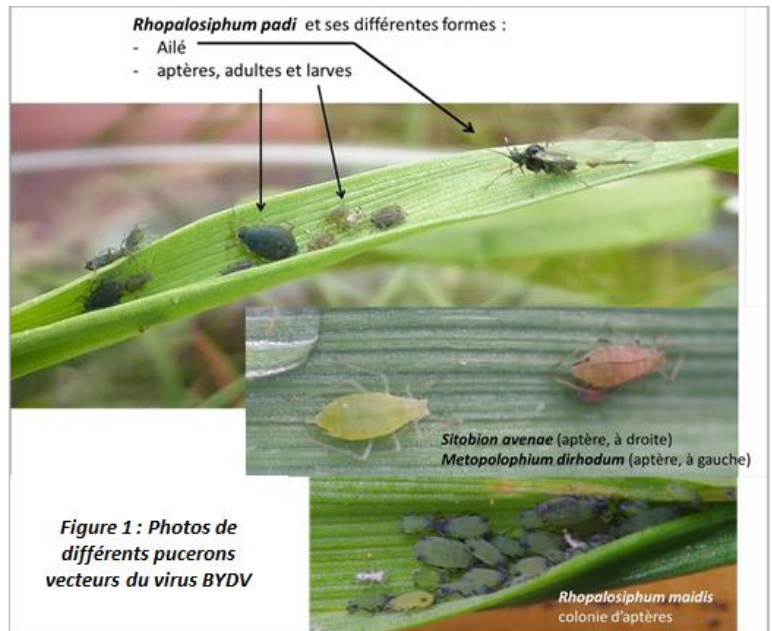 Rhopalosiphum padi et ses différentes formes :
- Ailé
- aptères, adultes et larves
Sitobion avenae (aptère, à droite)
Metopolophium dirhodum (aptère, à gauche)
Figure 1 : Photos de
différents pucerons
vecteurs du virus BYDV
Rhopalosiphum maidis
colonie d'aptères